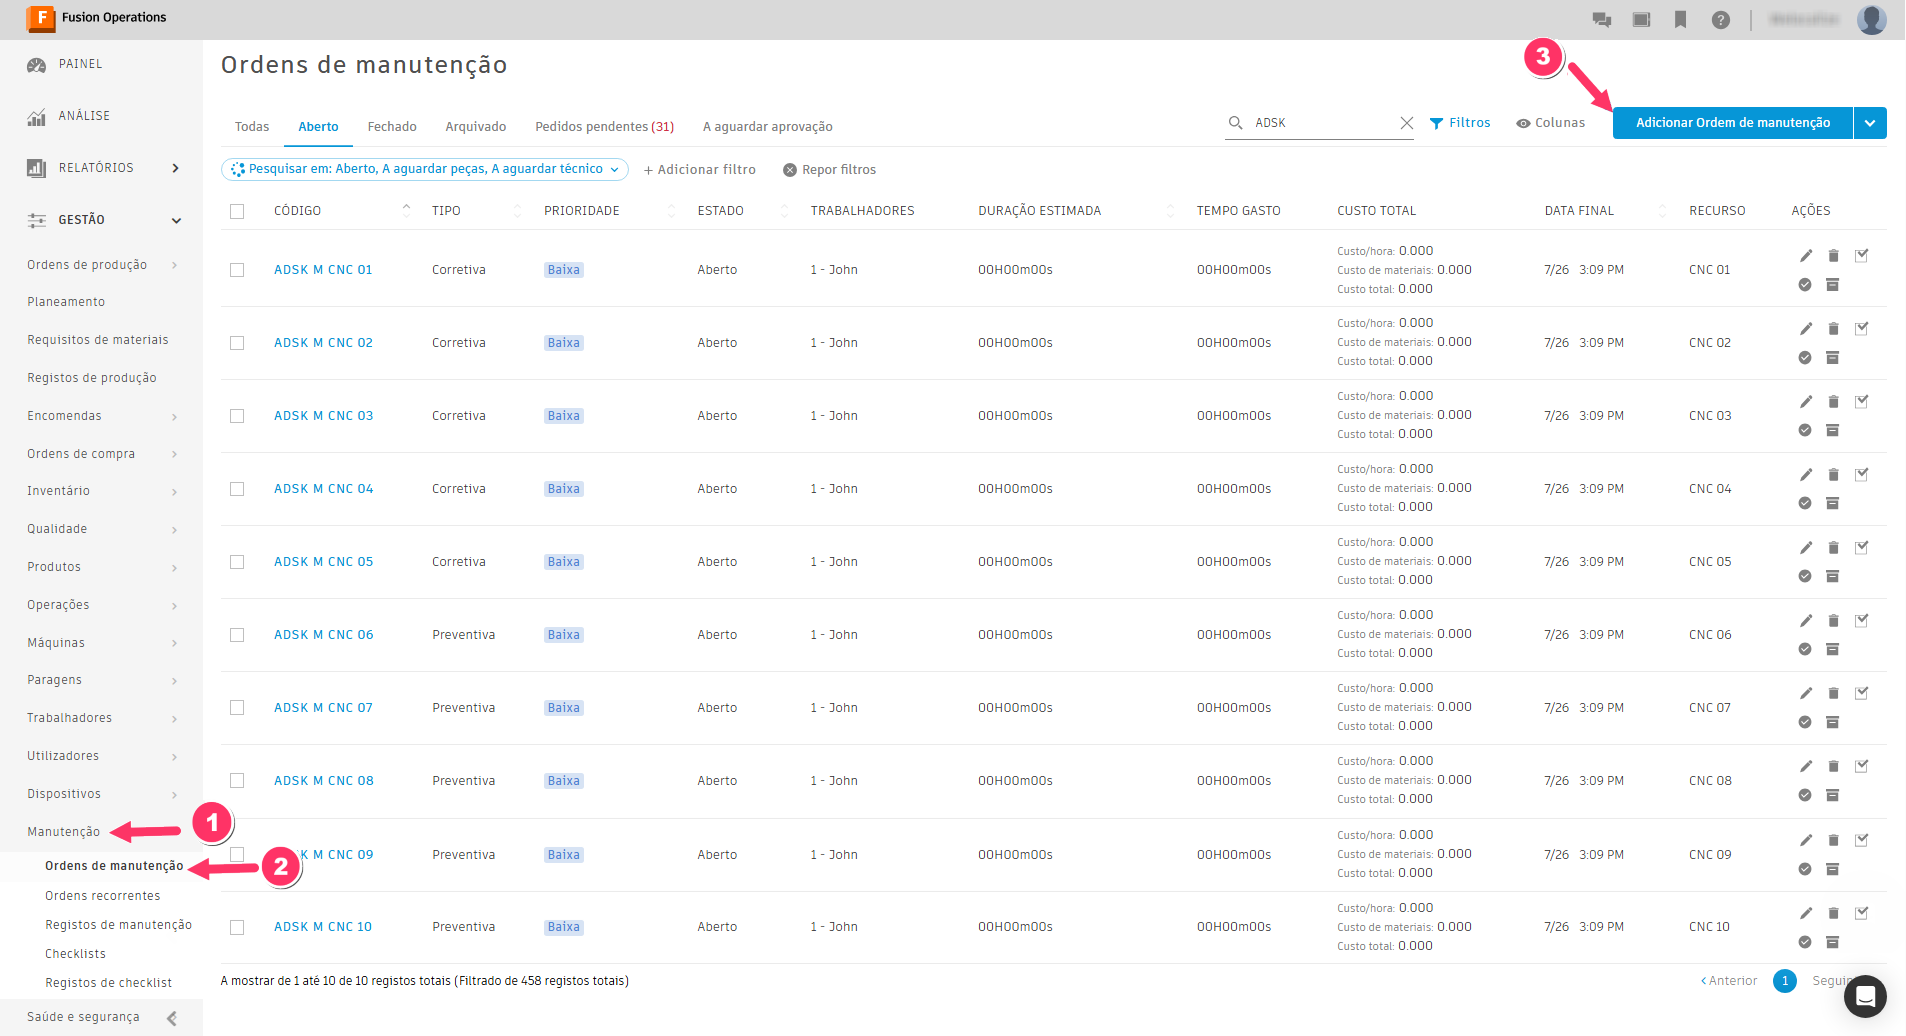 F Fusion Operations
?
PAINEL
ANÁLISE
RELATÓRIOS
GESTÃO
Ordens de produção
Planeamento
Requisitos de materiais
Registos de produção
Encomendas
Ordens de compra
Inventário
Qualidade
Produtos
Operações
Máquinas
Paragens
Trabalhadores
Utilizadores
Dispositivos
Manutenção
1
Ordens de manutenção
2
Ordens recorrentes
Registos de manutenção
Checklists
Registos de checklist
Saúde e segurança
Ordens de manutenção
3
Todas Aberto Fechado Arquivado Pedidos pendentes (31) A aguardar aprovação
ADSK Filtros Colunas Adicionar Ordem de manutenção
Pesquisar em: Aberto, A aguardar peças, A aguardar técnico + Adicionar filtro Repor filtros
CÓDIGO TIPO PRIORIDADE ESTADO TRABALHADORES DURAÇÃO ESTIMADA TEMPO GASTO CUSTO TOTAL DATA FINAL RECURSO AÇÕES
Custo/hora: 0.000
ADSK M CNC 01 Corretiva Baixa Aberto 1 - John 00H00m00s 00H00m00s Custo de materiais: 0.000 7/26 3:09 PM CNC 01
Custo total: 0.000
Custo/hora: 0.000
ADSK M CNC 02 Corretiva Baixa Aberto 1 - John 00H00m00s 00H00m00s Custo de materiais: 0.000 7/26 3:09 PM CNC 02
Custo total: 0.000
Custo/hora: 0.000
ADSK M CNC 03 Corretiva Baixa Aberto 1 - John 00H00m00s 00H00m00s Custo de materiais: 0.000 7/26 3:09 PM CNC 03
Custo total: 0.000
Custo/hora: 0.000
ADSK M CNC 04 Corretiva Baixa Aberto 1 - John 00H00m00s 00H00m00s Custo de materiais: 0.000 7/26 3:09 PM CNC 04
Custo total: 0.000
Custo/hora: 0.000
ADSK M CNC 05 Corretiva Baixa Aberto 1 - John 00H00m00s 00H00m00s Custo de materiais: 0.000 7/26 3:09 PM CNC 05
Custo total: 0.000
Custo/hora: 0.000
ADSK M CNC 06 Preventiva Baixa Aberto 1 - John 00H00m00s 00H00m00s Custo de materiais: 0.000 7/26 3:09 PM CNC 06
Custo total: 0.000
Custo/hora: 0.000
ADSK M CNC 07 Preventiva Baixa Aberto 1 - John 00H00m00s 00H00m00s Custo de materiais: 0.000 7/26 3:09 PM CNC 07
Custo total: 0.000
Custo/hora: 0.000
ADSK M CNC 08 Preventiva Baixa Aberto 1 - John 00H00m00s 00H00m00s Custo de materiais: 0.000 7/26 3:09 PM CNC 08
Custo total: 0.000
Custo/hora: 0.000
K M CNC 09 Preventiva Baixa Aberto 1 - John 00H00m00s 00H00m00s Custo de materiais: 0.000 7/26 3:09 PM CNC 09
Custo total: 0.000
Custo/hora: 0.000
ADSK M CNC 10 Preventiva Baixa Aberto 1 - John 00H00m00s 00H00m00s Custo de materiais: 0.000 7/26 3:09 PM CNC 10
Custo total: 0.000
A mostrar de 1 até 10 de 10 registos totais (Filtrado de 458 registos totais)
Anterior 1 Segui